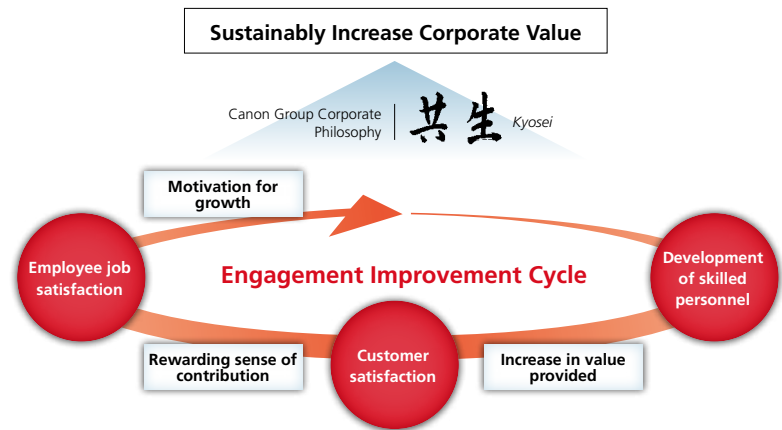 Sustainably Increase Corporate Value
Canon Group Corporate
Philosophy
共生 Kyosei
Motivation for
growth
Employee job
satisfaction
Engagement Improvement Cycle
Development
of skilled
personnel
Rewarding sense of
contribution
Customer
satisfaction
Increase in value
provided